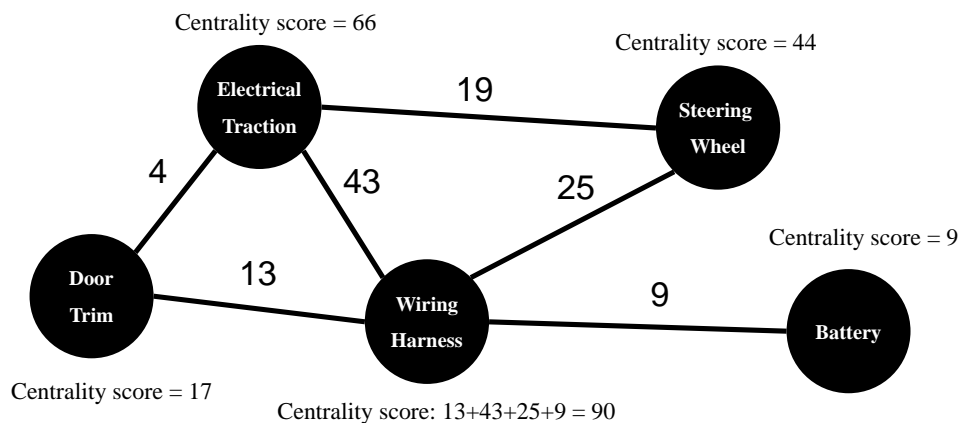 Centrality score = 66
Centrality score = 44
Electrical
Traction
19
Steering
Wheel
4
43
25
Centrality score = 9
Door
Trim
13
Wiring
Harness
9
Battery
Centrality score = 17
Centrality score: 13+43+25+9 = 90